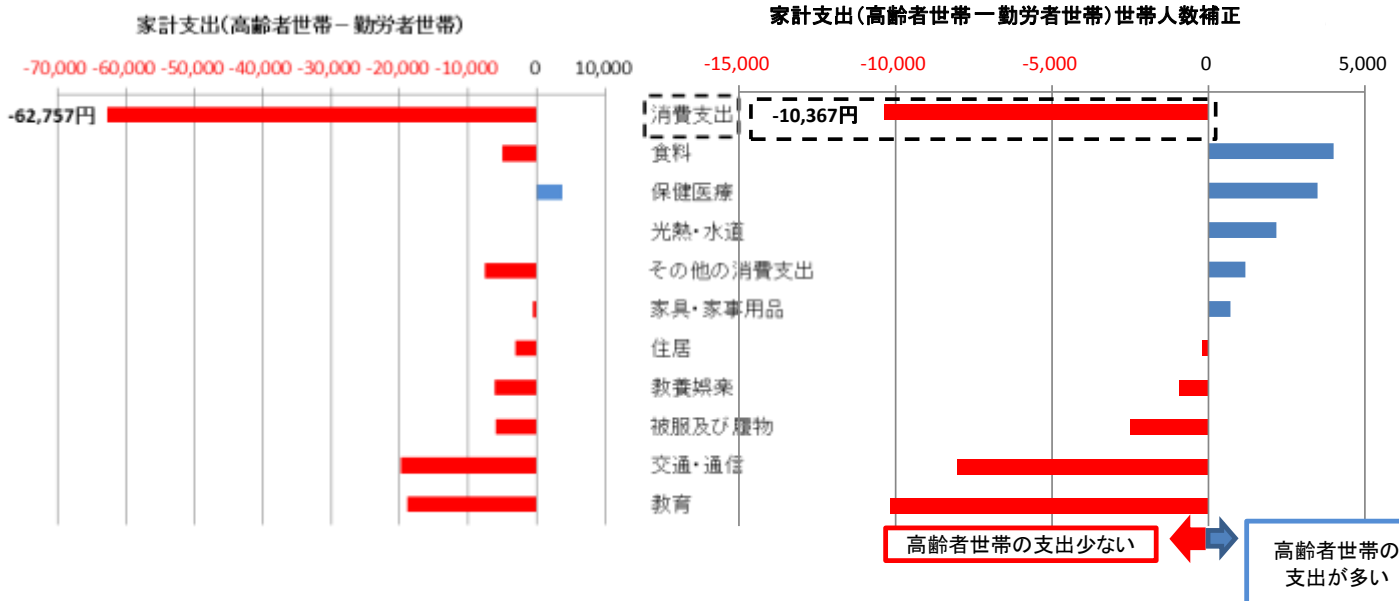 家計支出(高齢者世帯－勤労者世帯)
-70,000 -60,000 -50,000 -40,000 -30,000 -20,000 -10,000 0 10,000
-62,757円
家計支出(高齢者世帯ー勤労者世帯)世帯人数補正
-15,000 -10,000 -5,000 0 5,000
消費支出
-10,367円
食料
保健医療
光熱・水道
その他の消費支出
家具・家事用品
住居
教養娯楽
被服及び履物
交通・通信
教育
高齢者世帯の支出少ない
高齢者世帯の
支出が多い